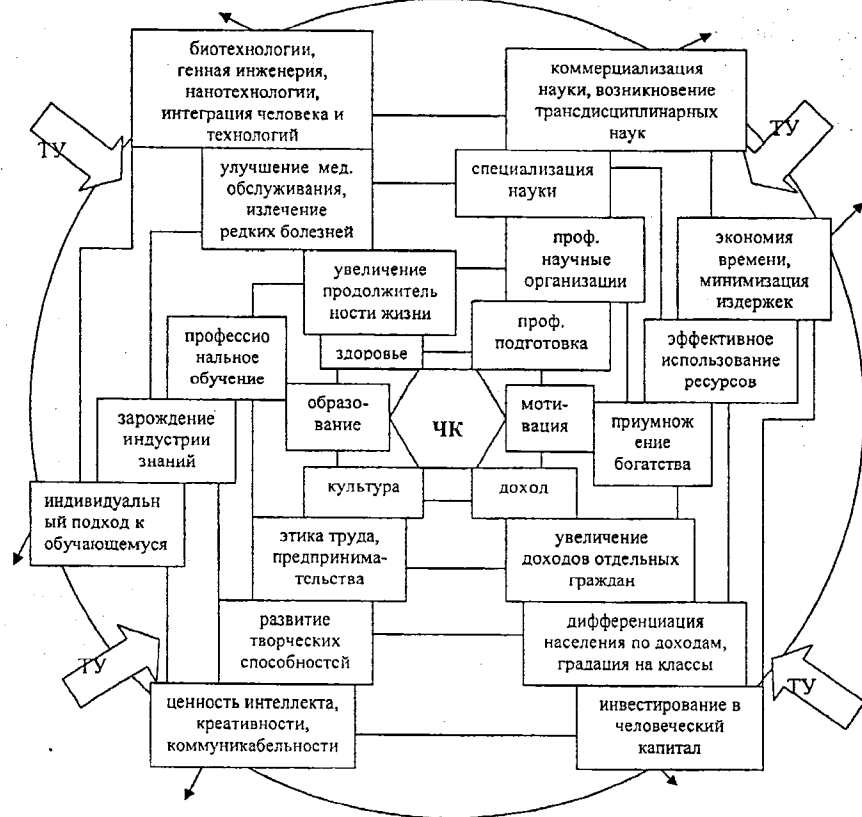 биотехнологии,
генная инженерия,
нанотехнологии,
интеграция человека и
технологий
коммерциализация
науки, возникновение
трансдисциплинарных
наук
ТУ
ТУ
улучшение мед.
обслуживания,
излечение
редких болезней
специализация
науки
увеличение
продолжитель
ности жизни
проф.
научные
организации
экономия
времени,
минимизация
издержек
профессио
нальное
обучение
здоровье
проф.
подготовка
эффективное
использование
ресурсов
зарождение
индустрии
знаний
образо-
вание
ЧК
моти-
вация
приумнож
ение
богатства
индивидуальн
ый подход к
обучающемуся
культура
доход
этика труда,
предпринима-
тельства
увеличение
доходов отдельных
граждан
развитие
творческих
способностей
дифференциация
населения по доходам,
градация на классы
ТУ
ТУ
ценность интеллекта,
креативности,
коммуникабельности
инвестирование в
человеческий
капитал